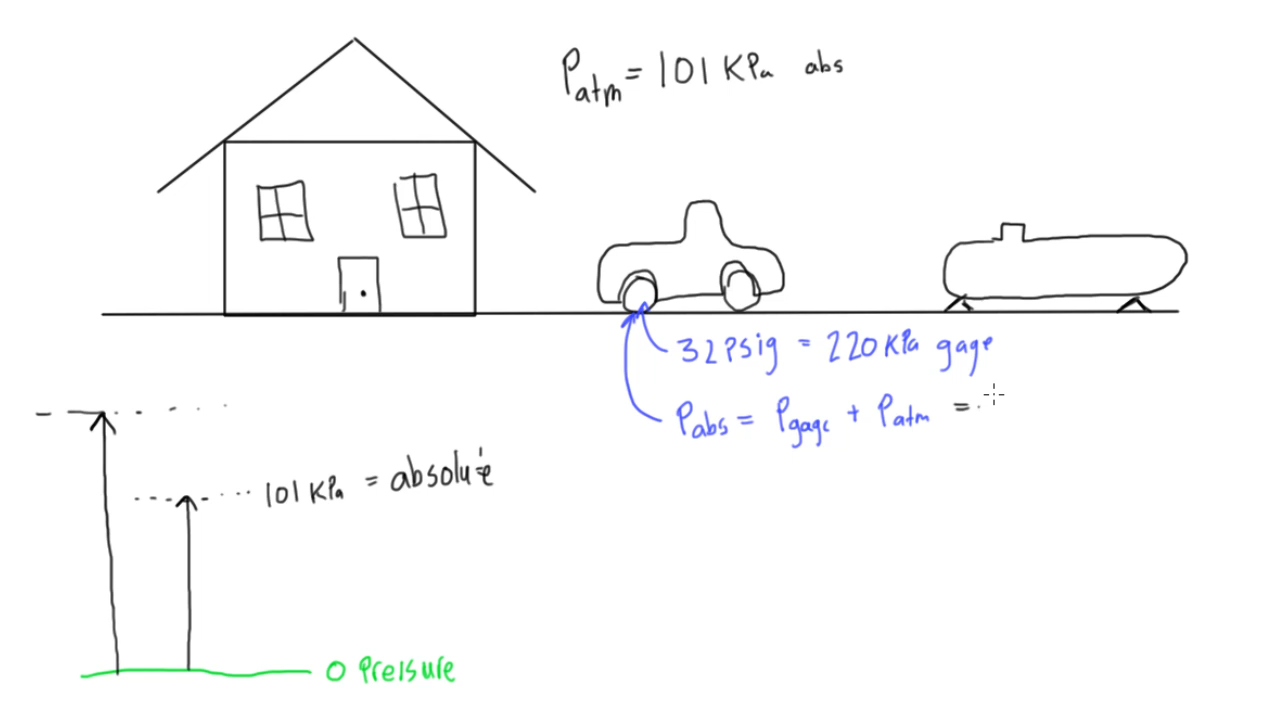 Patm = 101 KPa abs
32 psig = 220 KPa gage
Pabs = Pgage + Patm =
101 KPa = absolute
0 Pressure